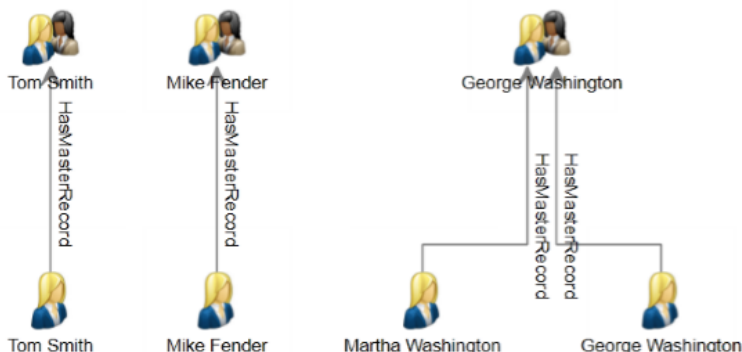 Tom Smith
Mike Fender
George Washington
HasMasterRecord
HasMasterRecord
HasMasterRecord
HasMasterRecord
Tom Smith
Mike Fender
Martha Washington
George Washington